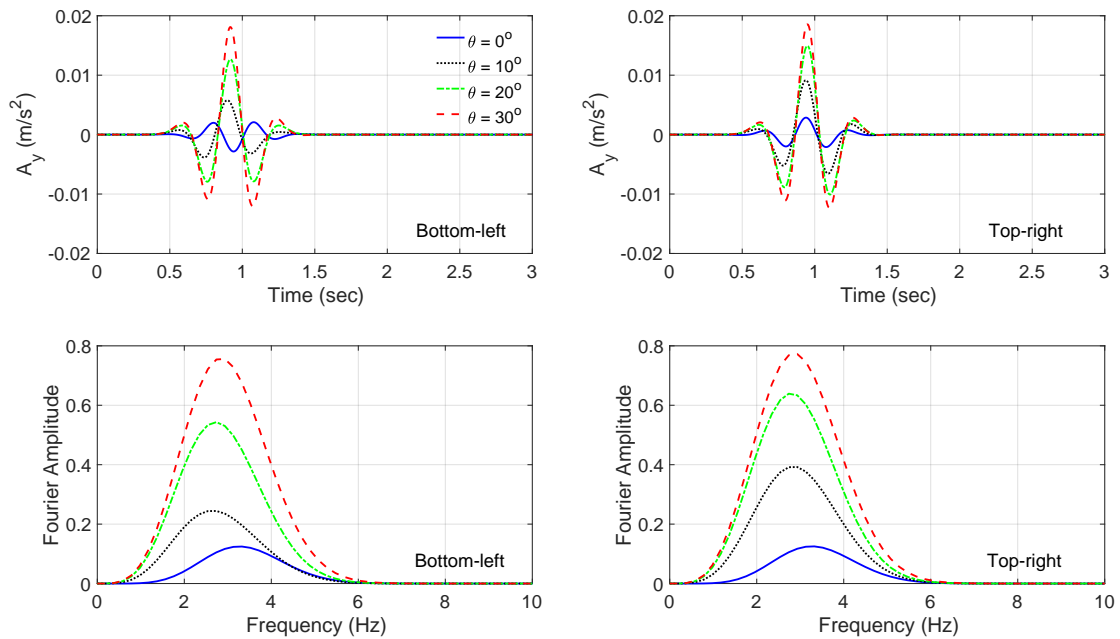 0.02
0.01
0
-0.01
-0.02
A_y (m/s^2)
θ = 0^o
θ = 10^o
θ = 20^o
θ = 30^o
Bottom-left
0 0.5 1 1.5 2 2.5 3
Time (sec)
0.02
0.01
0
-0.01
-0.02
A_y (m/s^2)
Top-right
0 0.5 1 1.5 2 2.5 3
Time (sec)
0.8
0.6
0.4
0.2
0
Fourier Amplitude
Bottom-left
0 2 4 6 8 10
Frequency (Hz)
0.8
0.6
0.4
0.2
0
Fourier Amplitude
Top-right
0 2 4 6 8 10
Frequency (Hz)